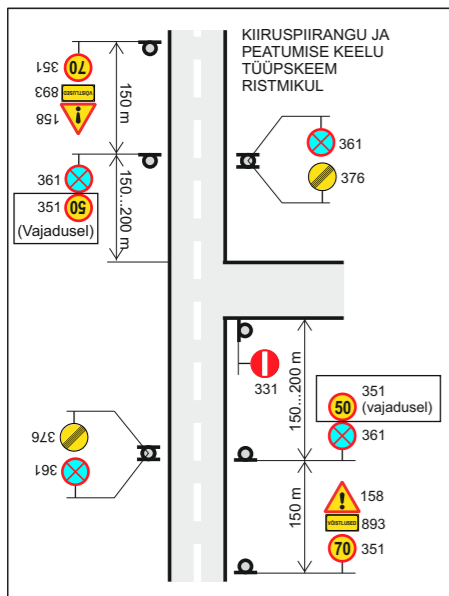 KIIRUSPIIRANGU JA
PEATUMISE KEELU
TÜÜPSKEEM
RISTMIKUL
351
70
893
VÕISTLUSED
158
150 m
361
351
50
(Vajadusel)
150...200 m
361
376
331
150...200 m
351
50
(vajadusel)
361
376
361
150 m
158
VÕISTLUSED
893
70
351